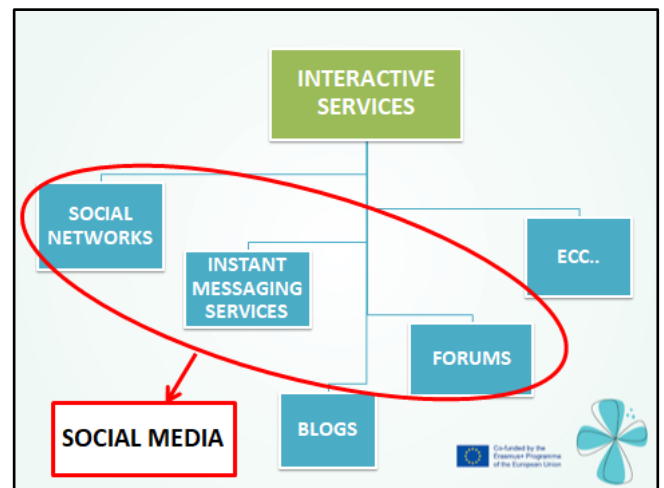 INTERACTIVE
SERVICES
SOCIAL
NETWORKS
INSTANT
MESSAGING
SERVICES
ECC..
FORUMS
BLOGS
SOCIAL MEDIA
Co-funded by the
Erasmus+ Programme
of the European Union